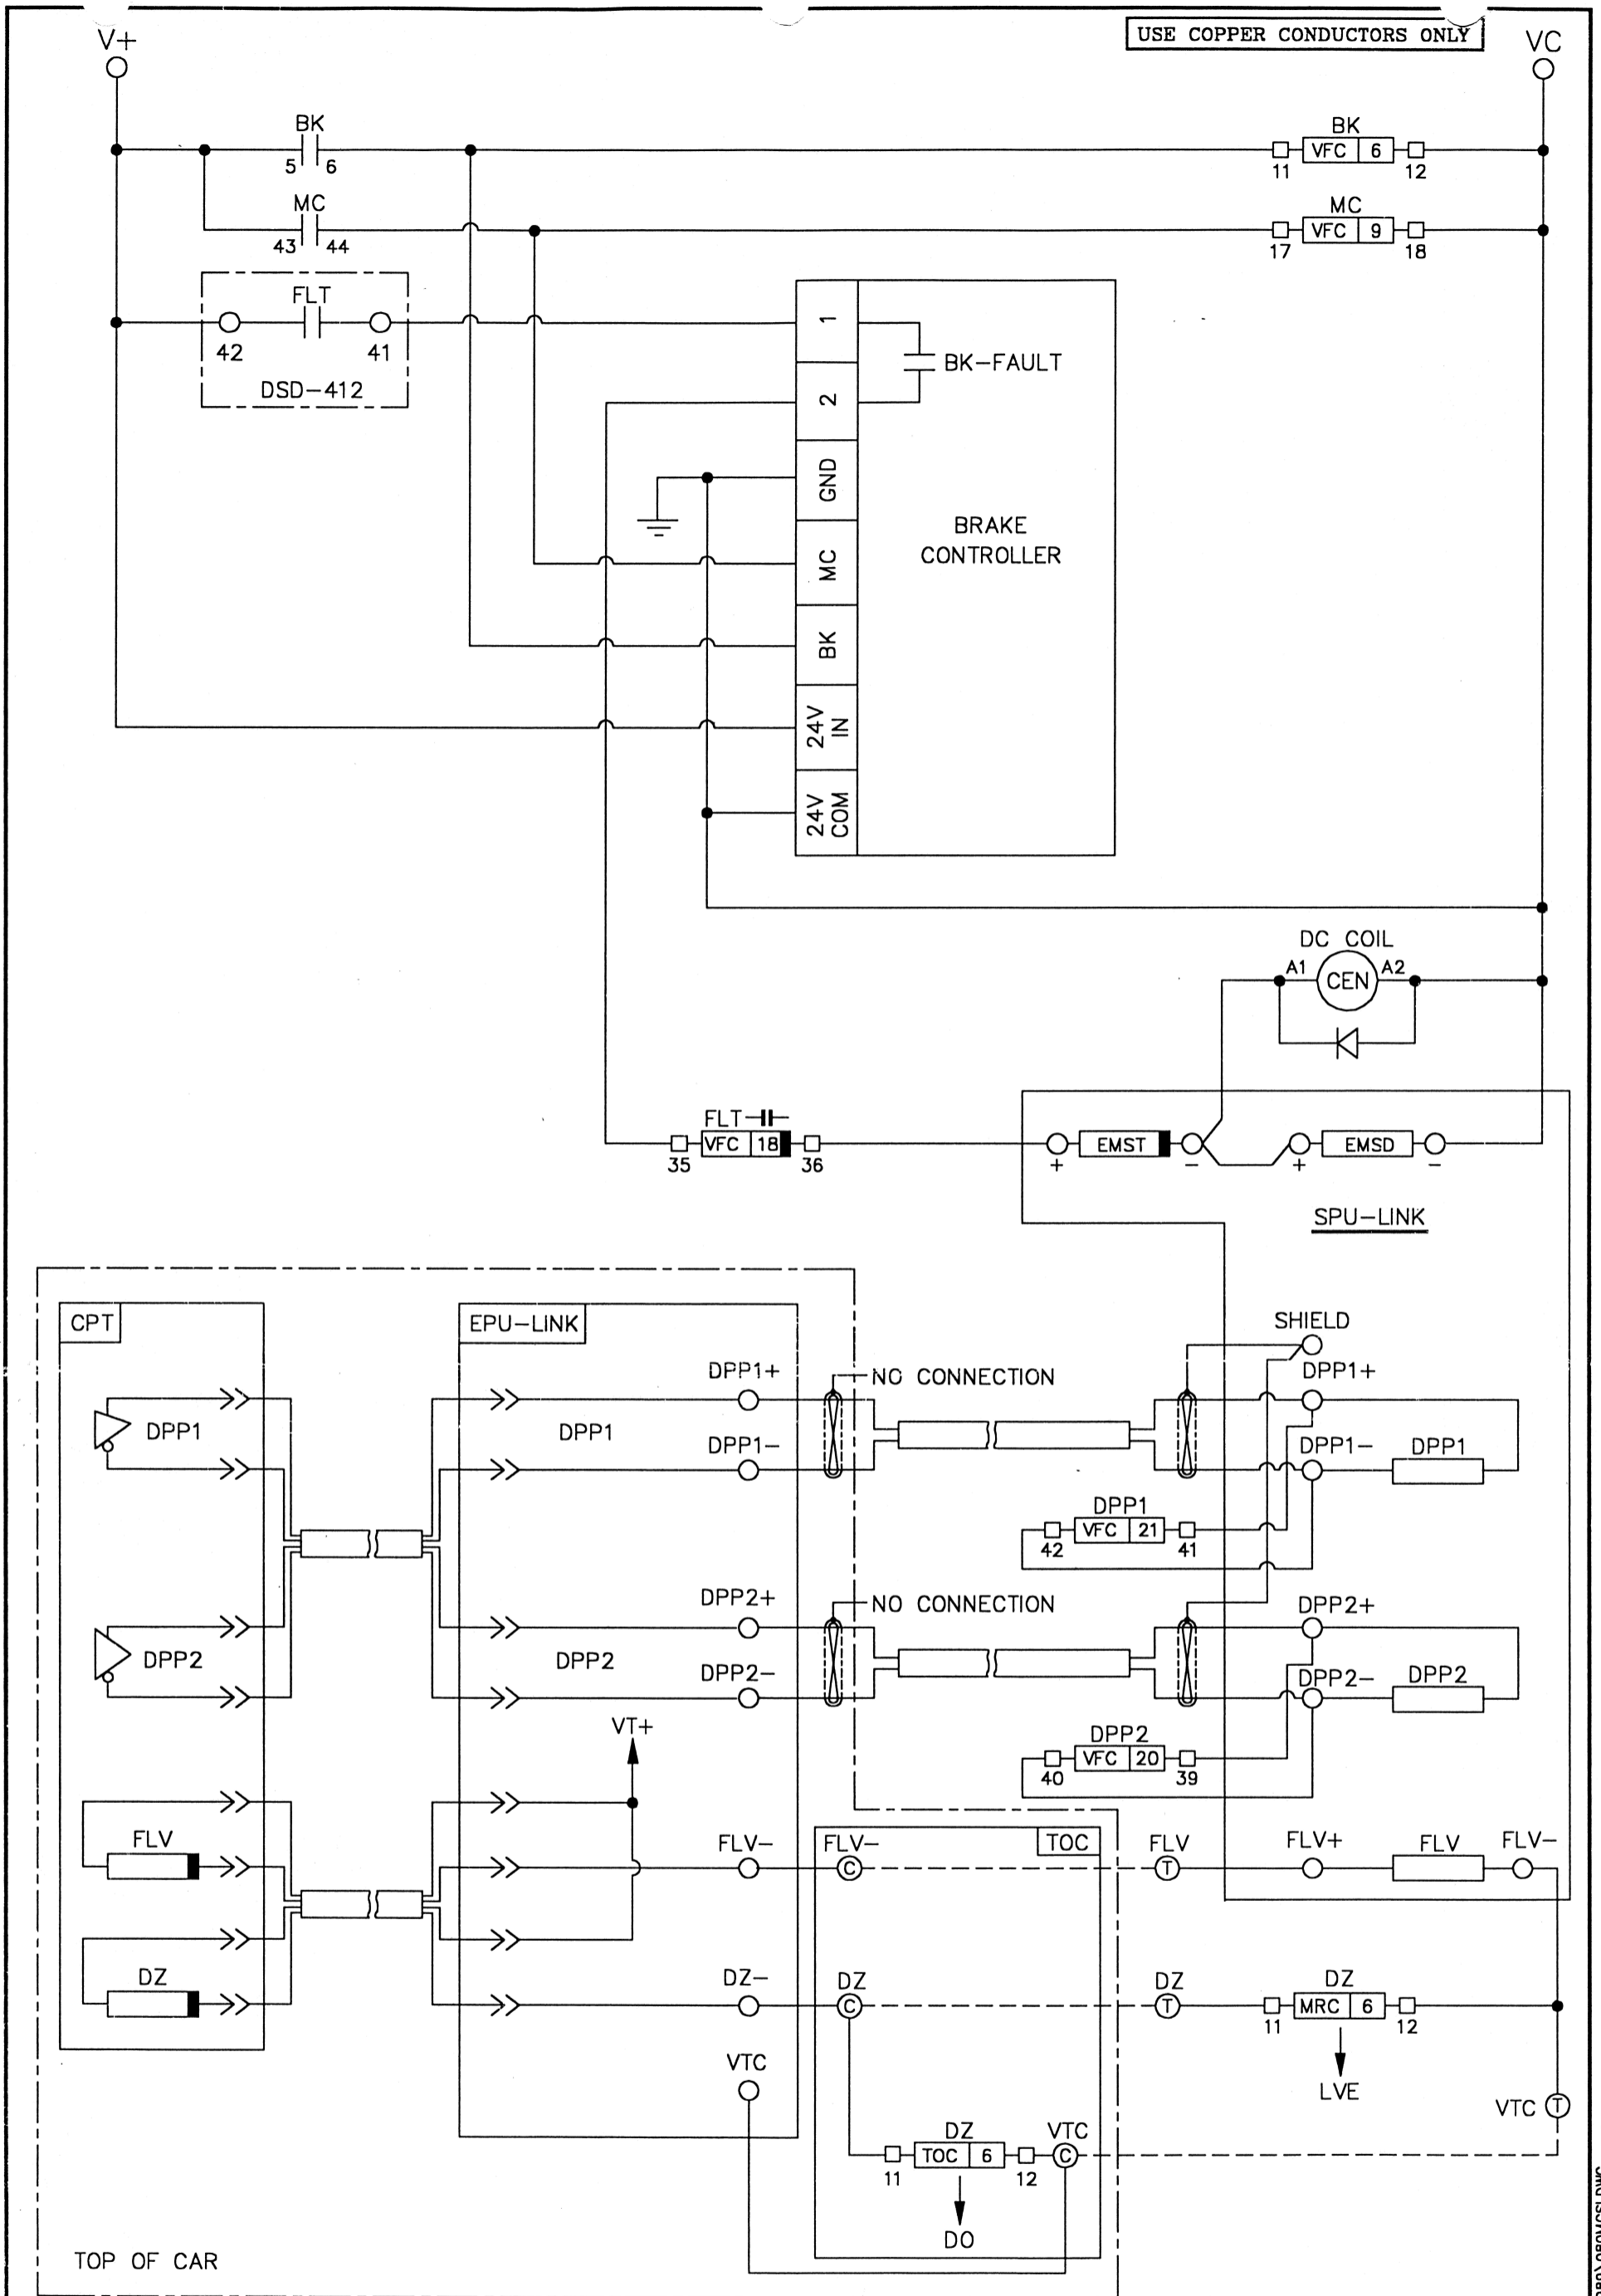 USE COPPER CONDUCTORS ONLY
V+
VC
BK
5 6
BK
VFC 6
11 12
MC
43 44
MC
VFC 9
17 18
FLT
42 41
DSD-412
1
BK-FAULT
2
GND
BRAKE
CONTROLLER
MC
BK
24V
IN
24V
COM
DC COIL
A1 CEN A2
FLT
VFC 18
35 36
EMST
+ -
EMSD
+ -
SPU-LINK
CPT
EPU-LINK
SHIELD
DPP1+
NO CONNECTION
DPP1+
DPP1
DPP1
DPP1-
DPP1-
DPP1
DPP1
VFC 21
42 41
DPP2+
NO CONNECTION
DPP2+
DPP2
DPP2
DPP2-
DPP2-
DPP2
VT+
DPP2
VFC 20
40 39
FLV
FLV-
FLV-
TOC
FLV
FLV+
FLV
FLV-
C
T
DZ
DZ-
DZ
DZ
DZ
C
T
MRC 6
11 12
LVE
VTC
VTC T
DZ
VTC
TOC 6
C
11 12
DO
TOP OF CAR